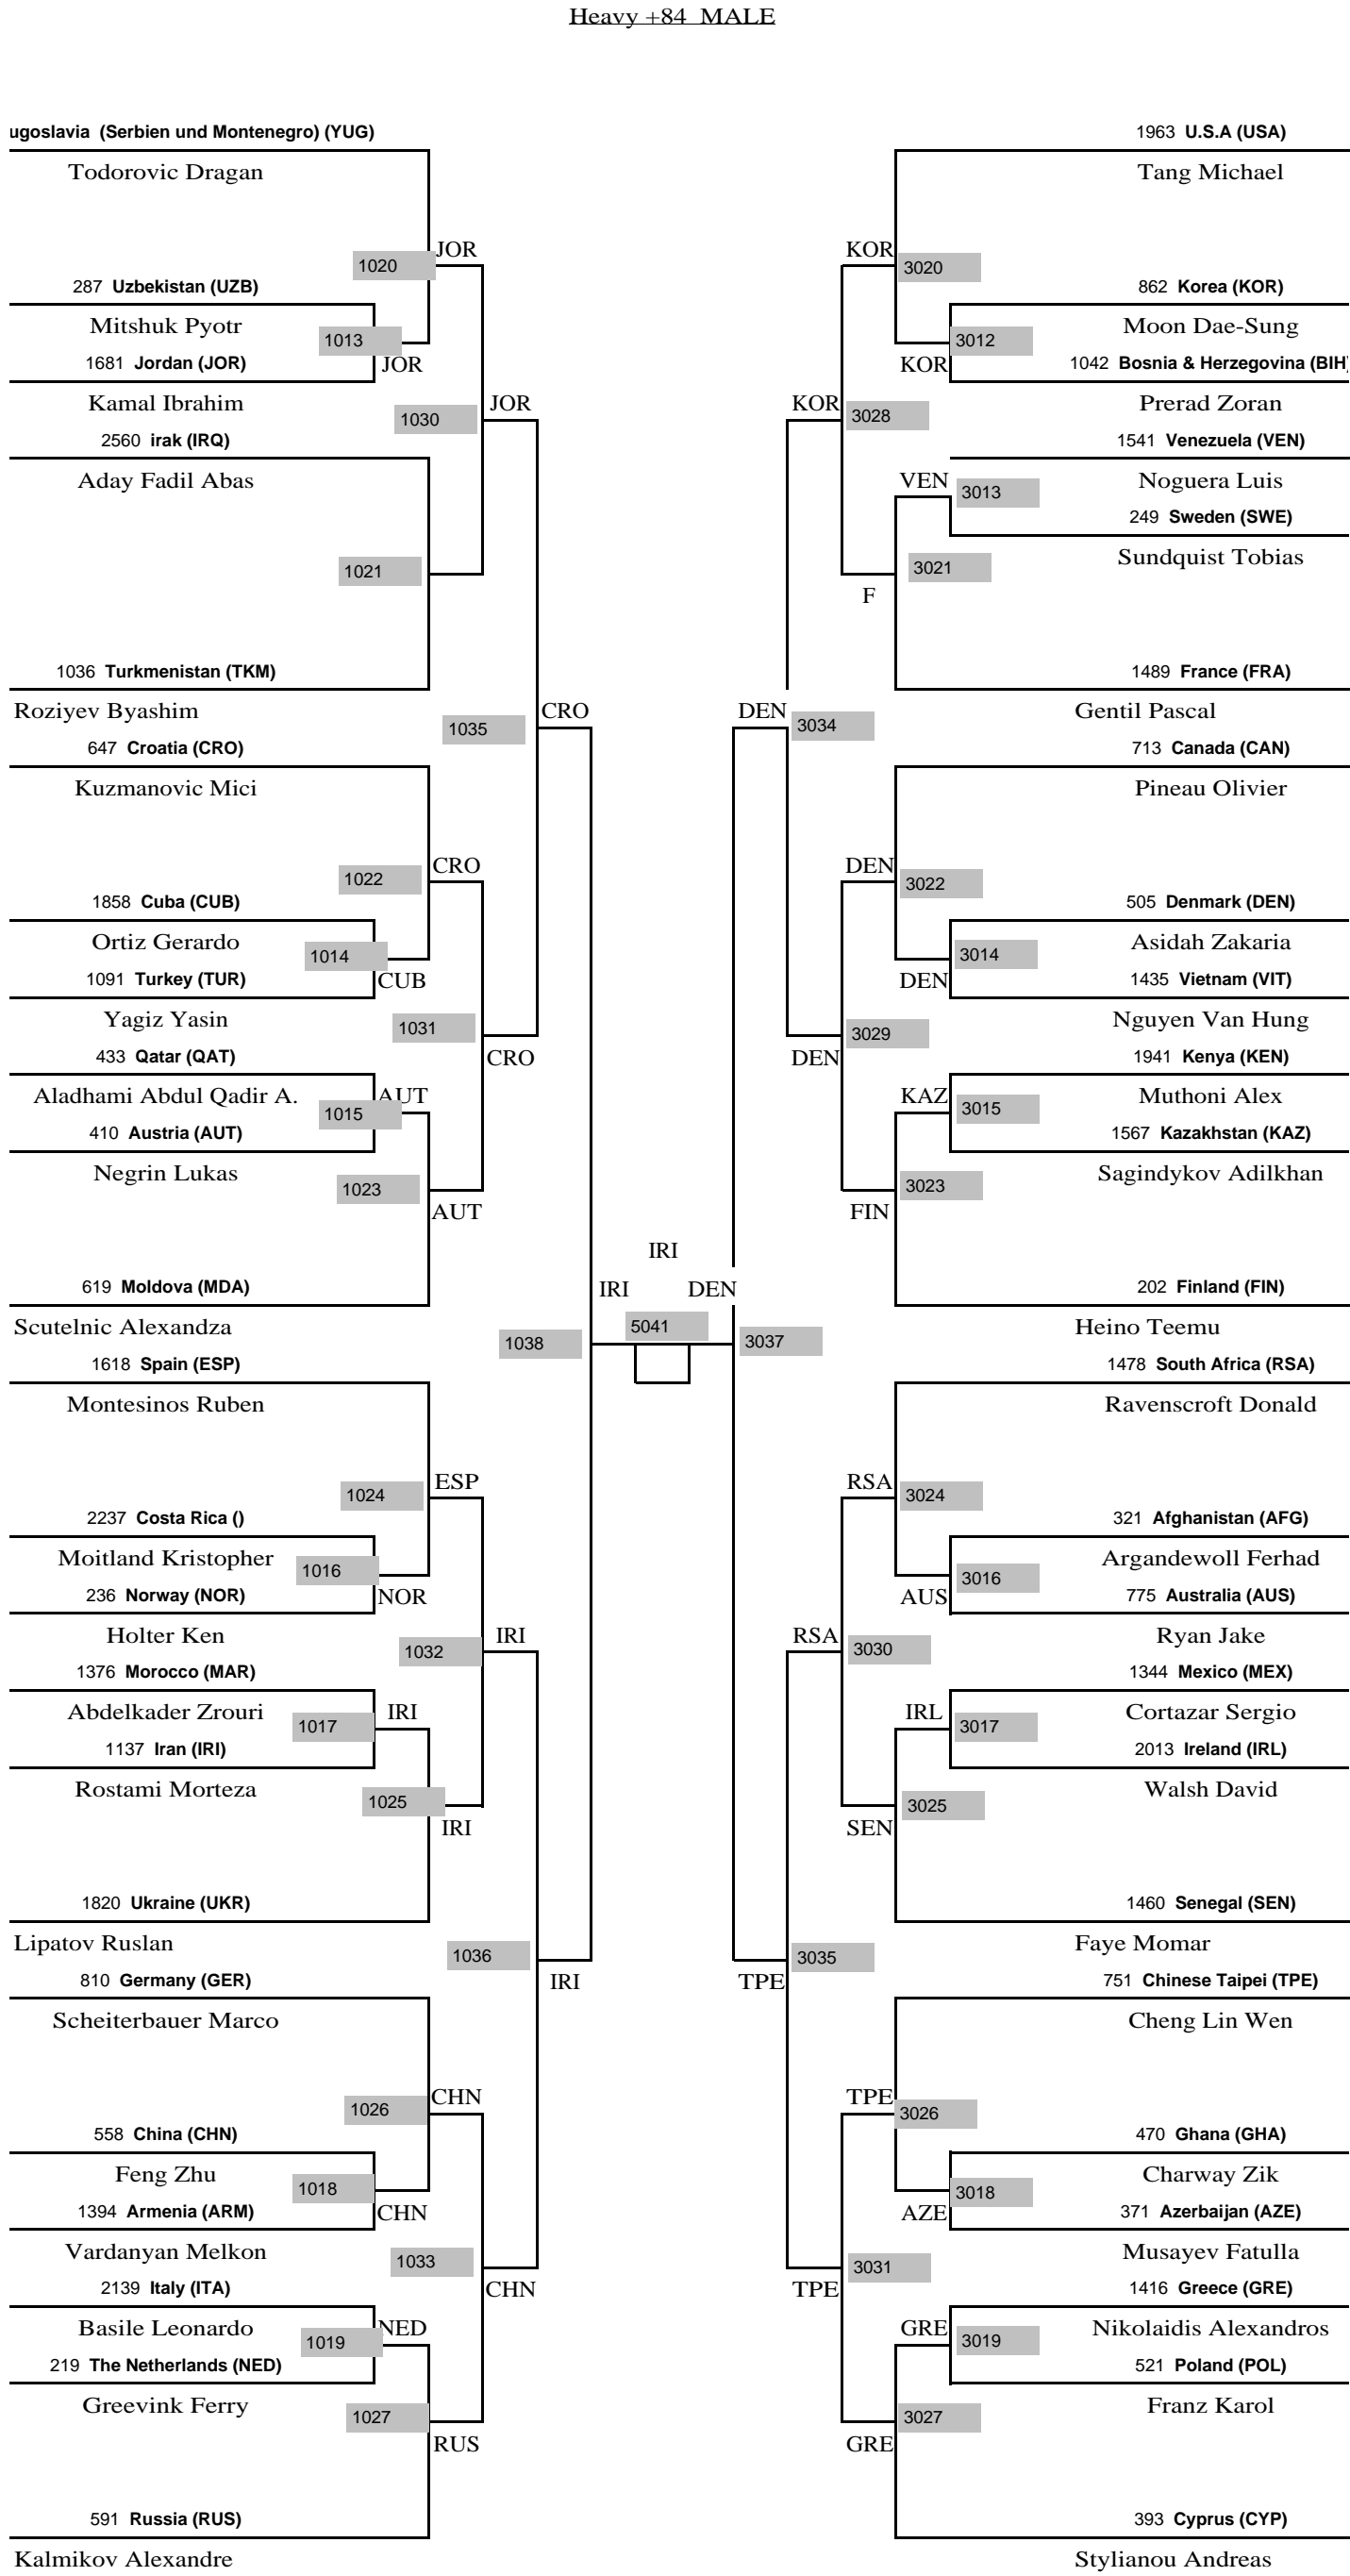 Heavy +84 MALE
ugoslavia (Serbien und Montenegro) (YUG)
Todorovic Dragan
1020
JOR
287 Uzbekistan (UZB)
Mitshuk Pyotr
1013
JOR
1681 Jordan (JOR)
Kamal Ibrahim
1030
JOR
2560 irak (IRQ)
Aday Fadil Abas
1021
1036 Turkmenistan (TKM)
Roziyev Byashim
1035
CRO
647 Croatia (CRO)
Kuzmanovic Mici
1022
CRO
1858 Cuba (CUB)
Ortiz Gerardo
1014
CUB
1091 Turkey (TUR)
Yagiz Yasin
1031
CRO
433 Qatar (QAT)
Aladhami Abdul Qadir A.
1015
AUT
410 Austria (AUT)
Negrin Lukas
1023
AUT
619 Moldova (MDA)
Scutelnic Alexandza
1038
IRI
1618 Spain (ESP)
Montesinos Ruben
1024
ESP
2237 Costa Rica ()
Moitland Kristopher
1016
NOR
236 Norway (NOR)
Holter Ken
1032
IRI
1376 Morocco (MAR)
Abdelkader Zrouri
1017
IRI
1137 Iran (IRI)
Rostami Morteza
1025
IRI
1820 Ukraine (UKR)
Lipatov Ruslan
1036
IRI
810 Germany (GER)
Scheiterbauer Marco
1026
CHN
558 China (CHN)
Feng Zhu
1018
CHN
1394 Armenia (ARM)
Vardanyan Melkon
1033
CHN
2139 Italy (ITA)
Basile Leonardo
1019
NED
219 The Netherlands (NED)
Greevink Ferry
1027
RUS
591 Russia (RUS)
Kalmikov Alexandre
IRI
5041
1963 U.S.A (USA)
Tang Michael
KOR
3020
862 Korea (KOR)
Moon Dae-Sung
3012
KOR
1042 Bosnia & Herzegovina (BIH)
Prerad Zoran
KOR
3028
1541 Venezuela (VEN)
Noguera Luis
VEN
3013
249 Sweden (SWE)
Sundquist Tobias
3021
F
1489 France (FRA)
Gentil Pascal
DEN
3034
713 Canada (CAN)
Pineau Olivier
DEN
3022
505 Denmark (DEN)
Asidah Zakaria
3014
DEN
1435 Vietnam (VIT)
Nguyen Van Hung
3029
DEN
1941 Kenya (KEN)
Muthoni Alex
KAZ
3015
1567 Kazakhstan (KAZ)
Sagindykov Adilkhan
3023
FIN
202 Finland (FIN)
Heino Teemu
DEN
3037
1478 South Africa (RSA)
Ravenscroft Donald
RSA
3024
321 Afghanistan (AFG)
Argandewoll Ferhad
3016
AUS
775 Australia (AUS)
Ryan Jake
RSA
3030
1344 Mexico (MEX)
Cortazar Sergio
IRL
3017
2013 Ireland (IRL)
Walsh David
3025
SEN
1460 Senegal (SEN)
Faye Momar
3035
TPE
751 Chinese Taipei (TPE)
Cheng Lin Wen
TPE
3026
470 Ghana (GHA)
Charway Zik
3018
AZE
371 Azerbaijan (AZE)
Musayev Fatulla
3031
TPE
1416 Greece (GRE)
Nikolaidis Alexandros
GRE
3019
521 Poland (POL)
Franz Karol
3027
GRE
393 Cyprus (CYP)
Stylianou Andreas